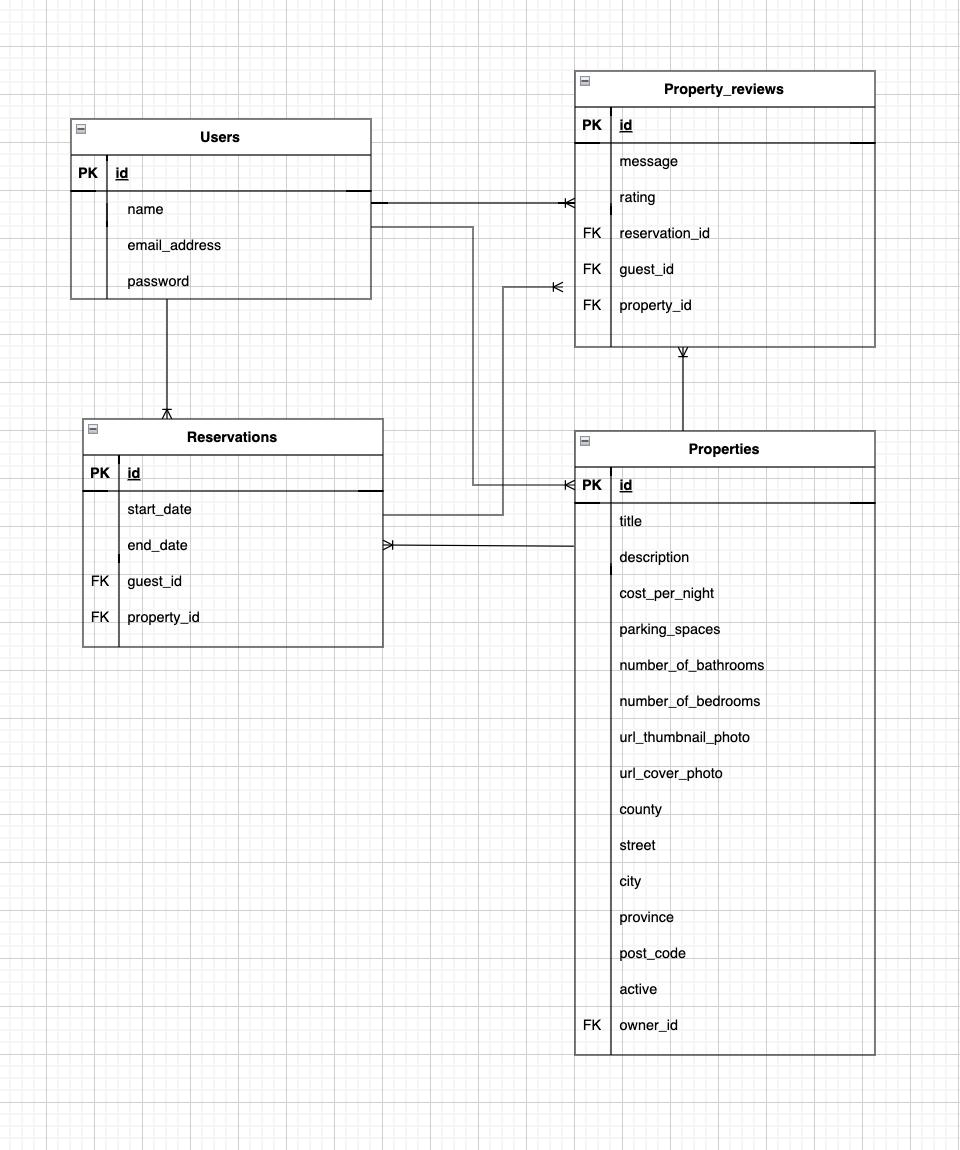 Users
PK id
name
email_address
password
Property_reviews
PK id
message
rating
FK reservation_id
FK guest_id
FK property_id
Reservations
PK id
start_date
end_date
FK guest_id
FK property_id
Properties
PK id
title
description
cost_per_night
parking_spaces
number_of_bathrooms
number_of_bedrooms
url_thumbnail_photo
url_cover_photo
county
street
city
province
post_code
active
FK owner_id